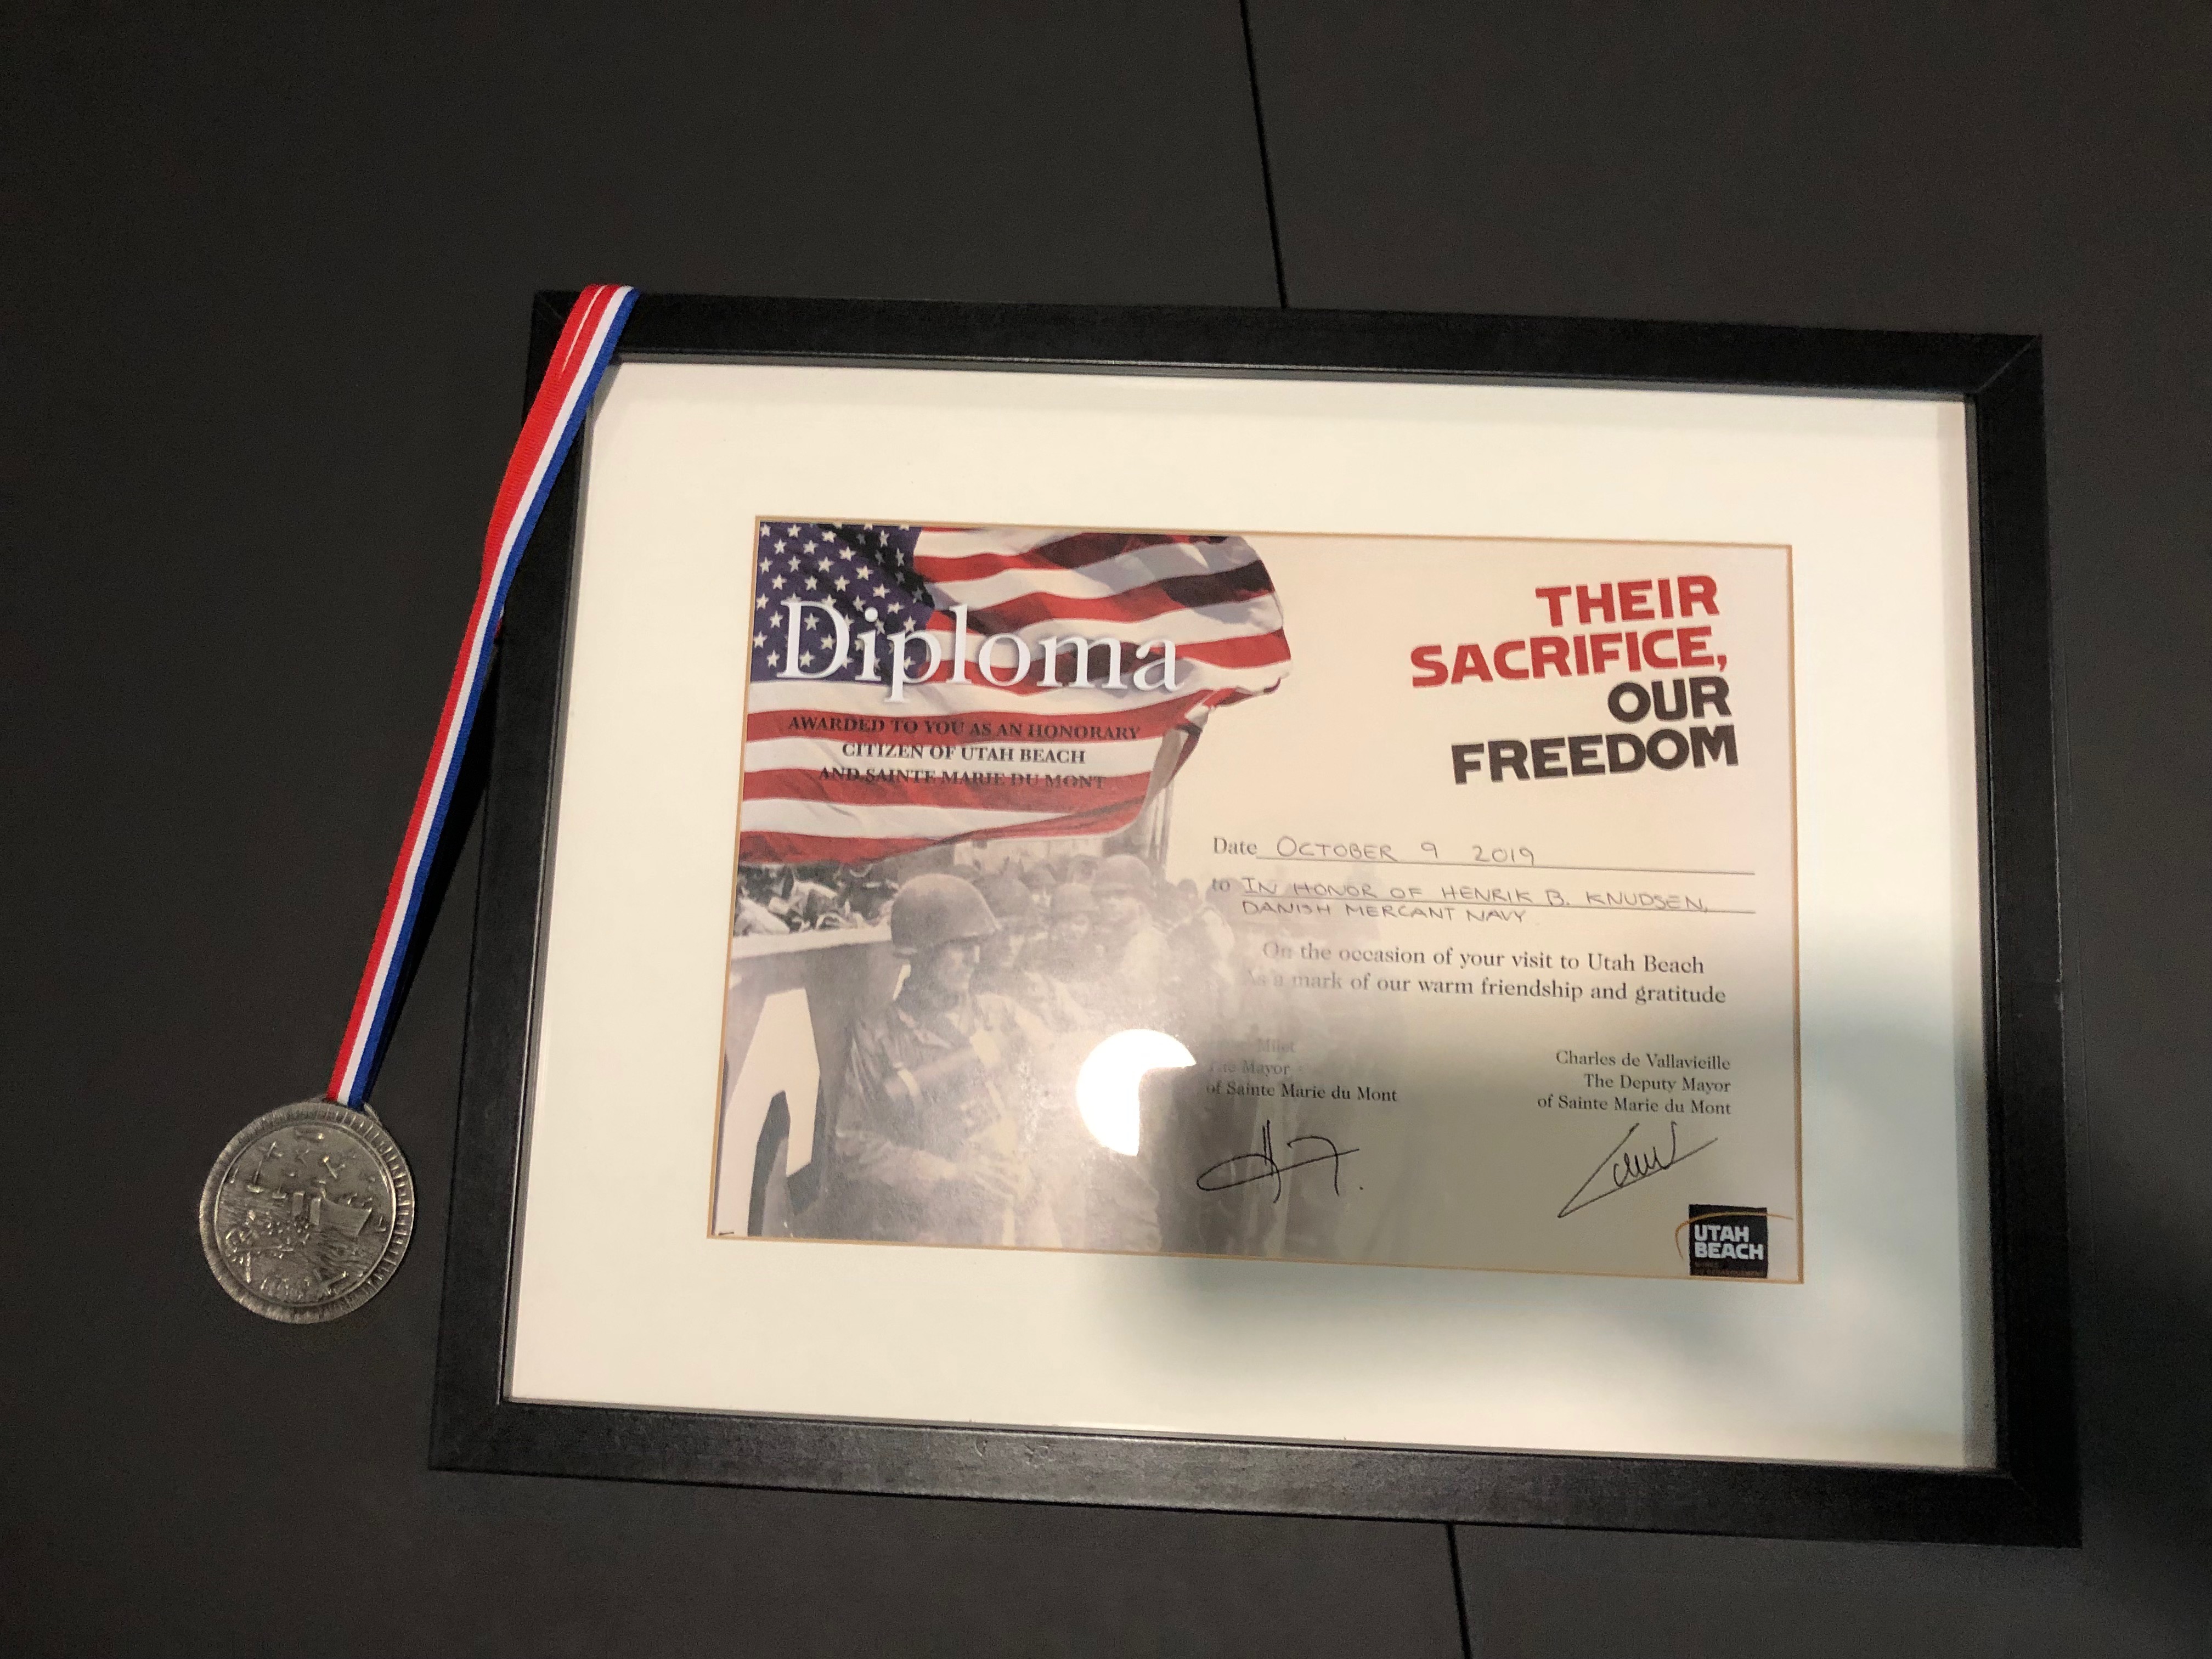 Diploma
AWARDED TO YOU AS AN HONORARY
CITIZEN OF UTAH BEACH
AND SAINTE MARIE DU MONT
THEIR
SACRIFICE,
OUR
FREEDOM
Date OCTOBER 9 2019
to IN HONOR OF HENRIK B. KNUDSEN,
DANISH MERCANT NAVY
On the occasion of your visit to Utah Beach
As a mark of our warm friendship and gratitude
Milet
The Mayor
of Sainte Marie du Mont
Charles de Vallavieille
The Deputy Mayor
of Sainte Marie du Mont
UTAH
BEACH